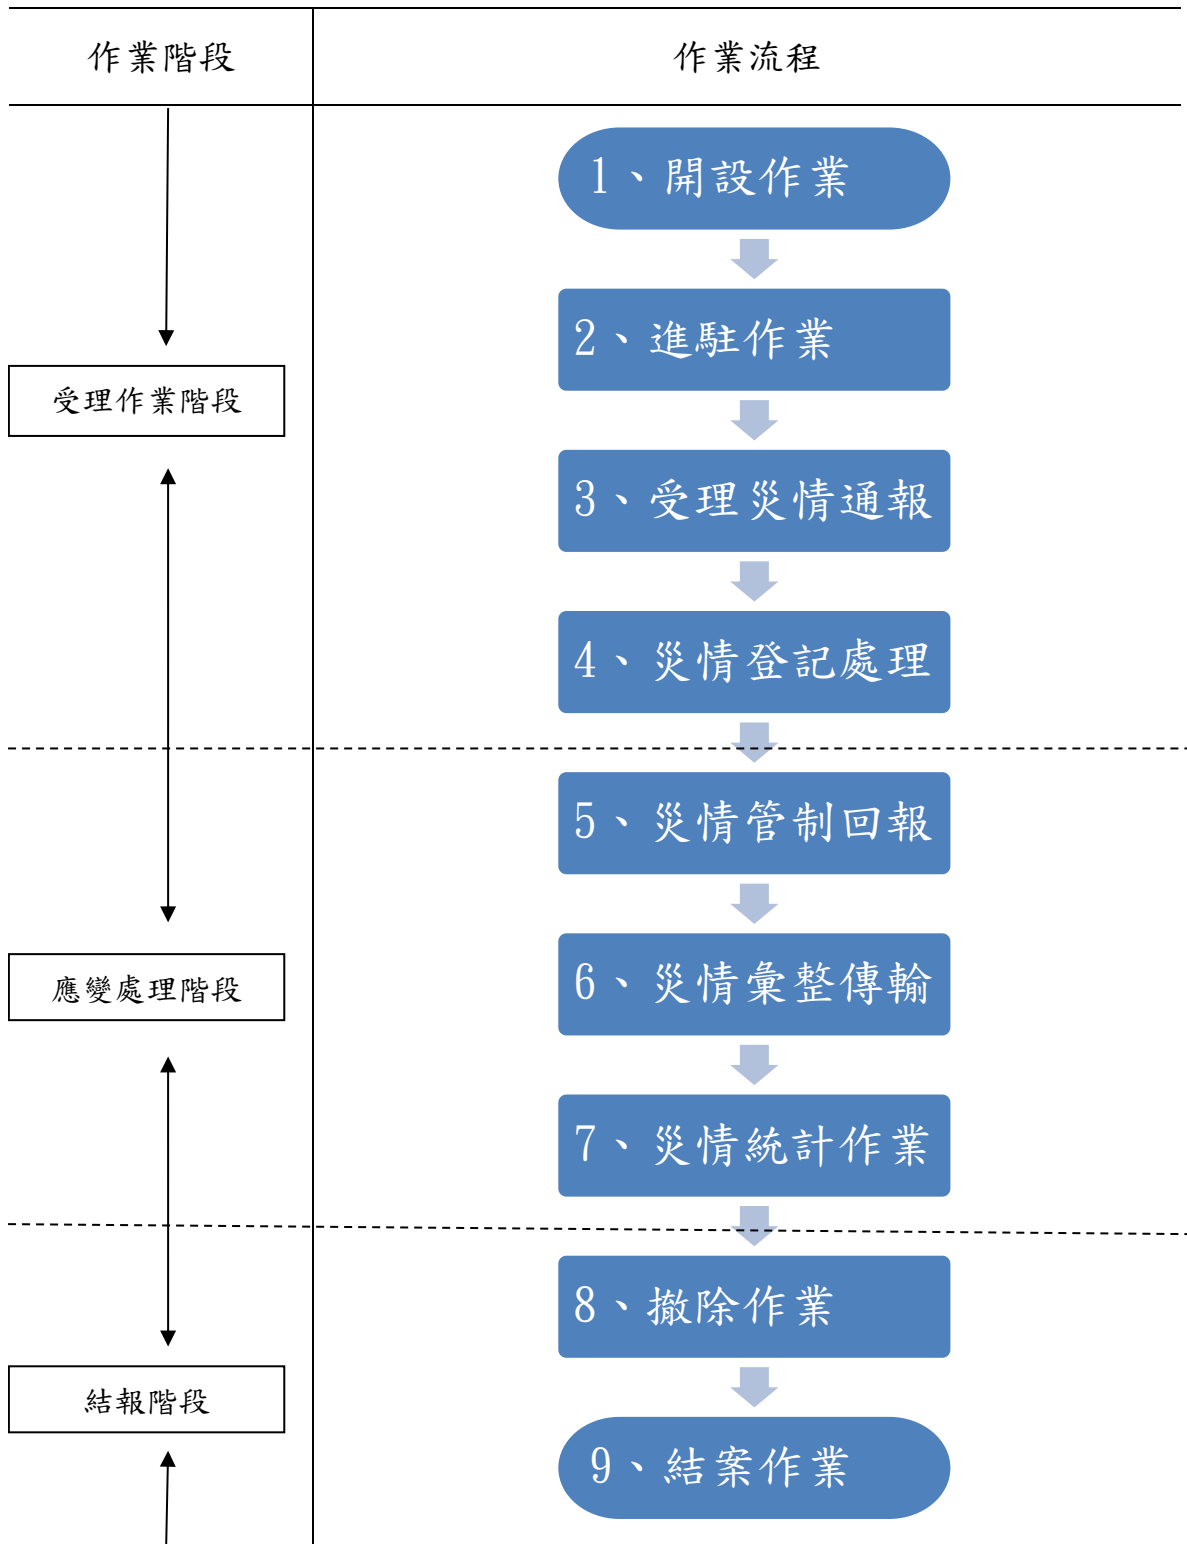 作業階段
作業流程
1、開設作業
2、進駐作業
受理作業階段
3、受理災情通報
4、災情登記處理
5、災情管制回報
應變處理階段
6、災情彙整傳輸
7、災情統計作業
8、撤除作業
結報階段
9、結案作業